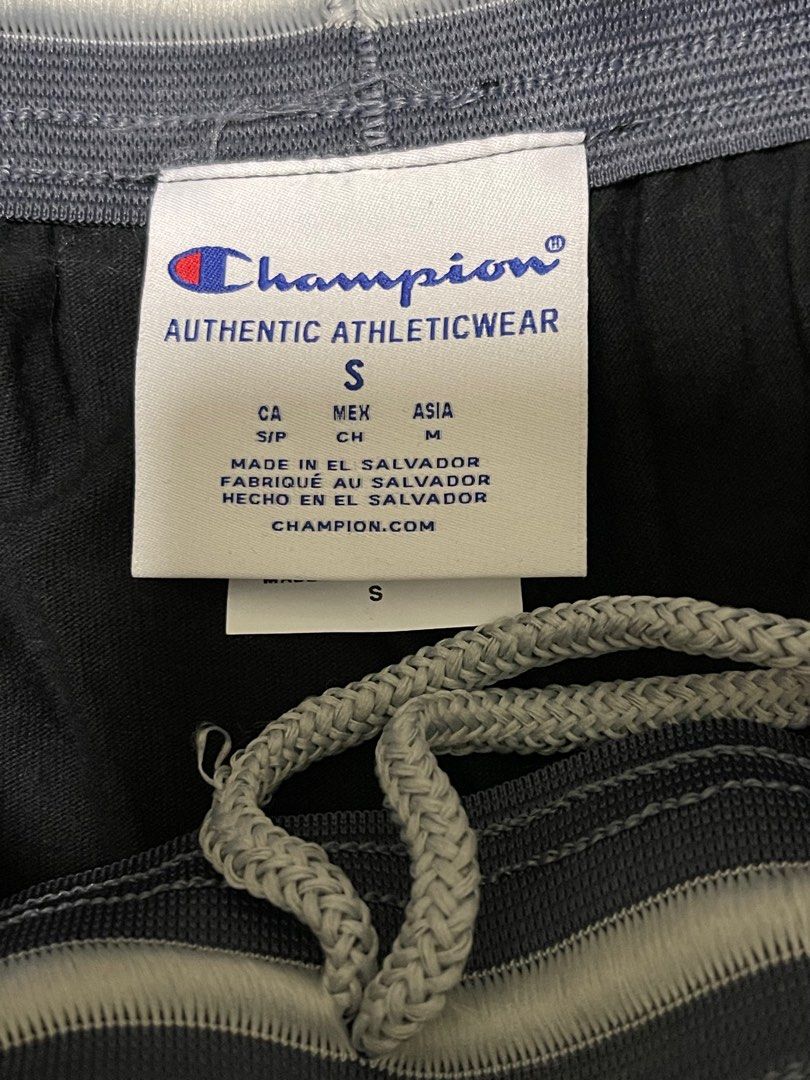 Champion®
AUTHENTIC ATHLETICWEAR
S
CA MEX ASIA
S/P CH M
MADE IN EL SALVADOR
FABRIQUÉ AU SALVADOR
HECHO EN EL SALVADOR
CHAMPION.COM
S